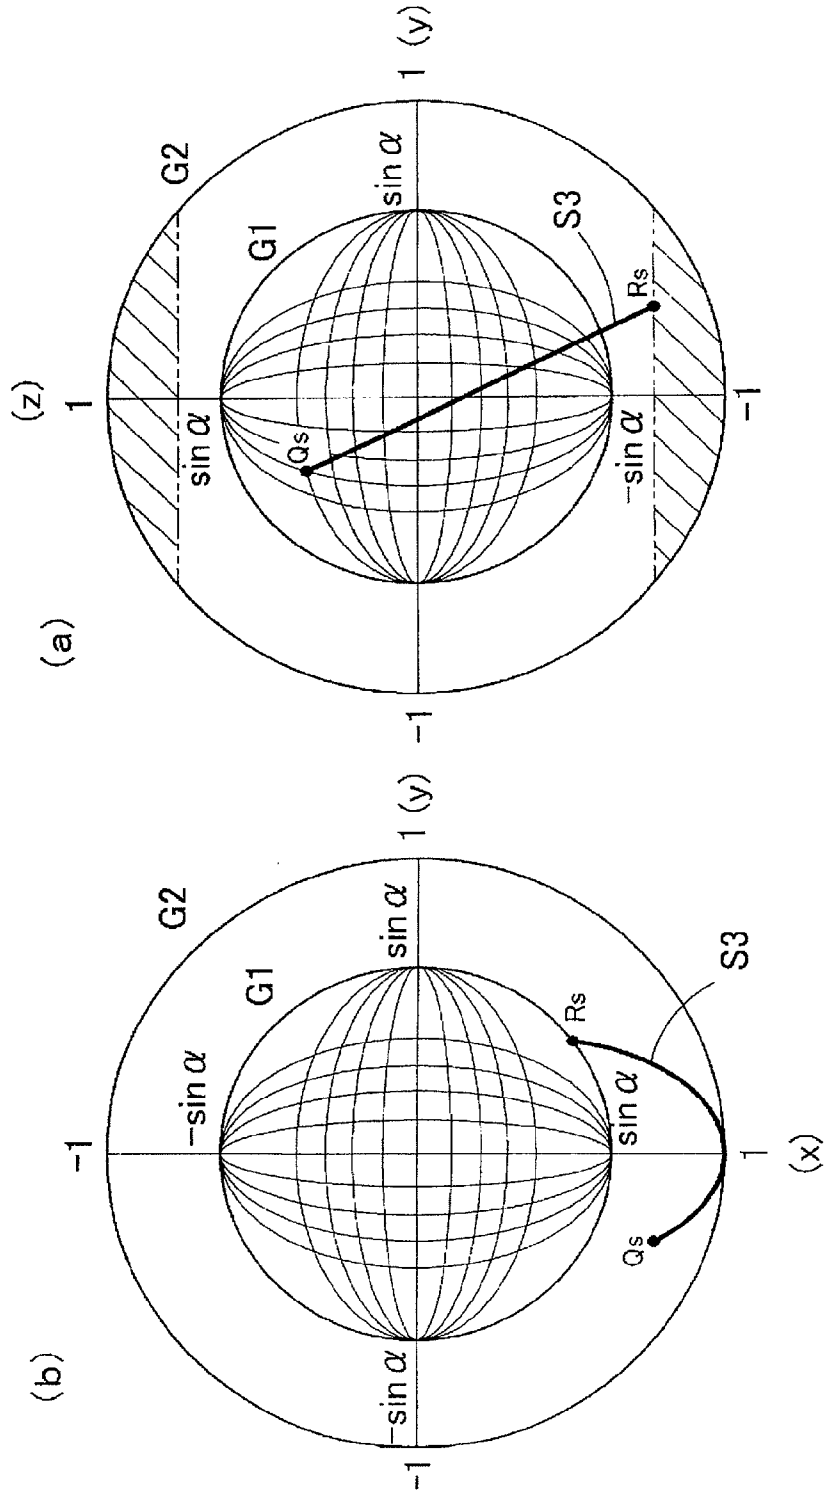 (a)
(z)
1
G2
G1
sin α
sin α
1 (y)
Qs
-1
-sin α
S3
Rs
-1
(b)
-1
G2
-sin α
G1
-sin α
sin α
1 (y)
-1
Rs
sin α
Qs
S3
1
(x)